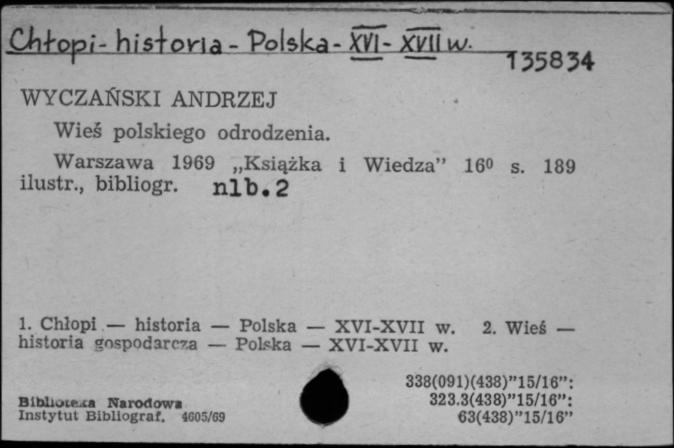 Chłopi - historia - Polska - XVI - XVII w.
135834
WYCZAŃSKI ANDRZEJ
Wieś polskiego odrodzenia.
Warszawa 1969 „Książka i Wiedza” 16⁰ s. 189
ilustr., bibliogr. nlb.2
1. Chłopi — historia — Polska — XVI-XVII w. 2. Wieś —
historia gospodarcza — Polska — XVI-XVII w.
338(091)(438)”15/16”:
323.3(438)”15/16”:
63(438)”15/16”
Biblioteka Narodowa
Instytut Bibliograf. 4605/69